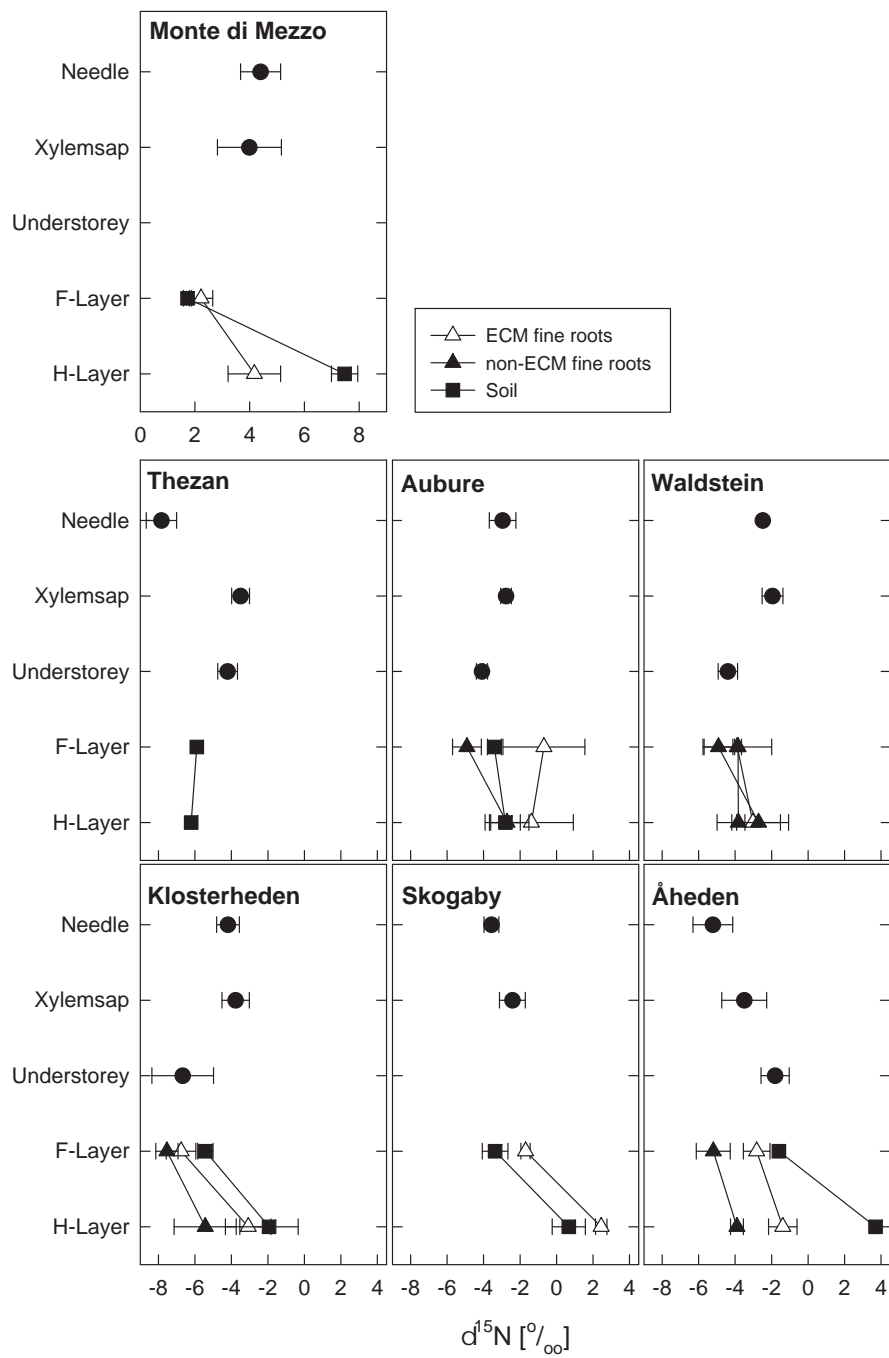 Monte di Mezzo
Needle
Xylemsap
Understorey
F-Layer
H-Layer
0 2 4 6 8
ECM fine roots
non-ECM fine roots
Soil
Thezan Aubure Waldstein
Needle
Xylemsap
Understorey
F-Layer
H-Layer
Klosterheden Skogaby Åheden
Needle
Xylemsap
Understorey
F-Layer
H-Layer
-8 -6 -4 -2 0 2 4 -8 -6 -4 -2 0 2 4 -8 -6 -4 -2 0 2 4
d¹⁵N [º/ₒₒ]